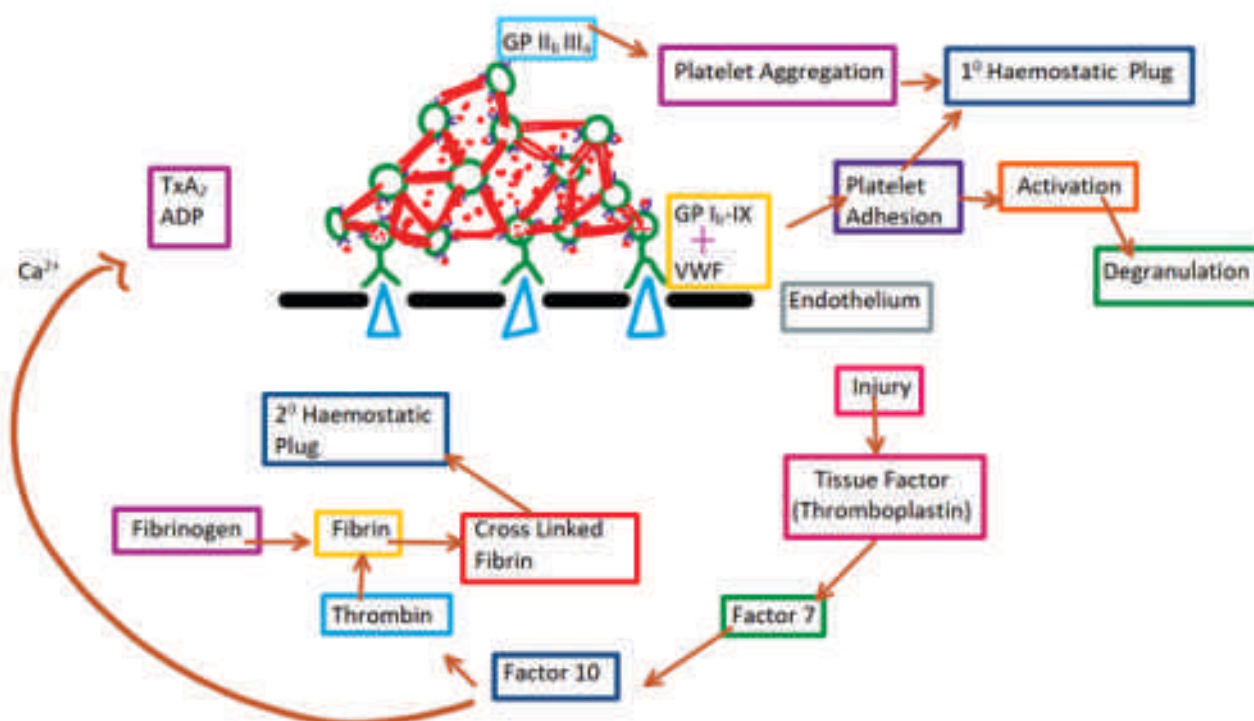 GP IIb IIIa
Platelet Aggregation
1⁰ Haemostatic Plug
TxA₂
ADP
Platelet
Adhesion
Activation
GP Ib-IX
+
VWF
Ca²⁺
Degranulation
Endothelium
Injury
2⁰ Haemostatic
Plug
Tissue Factor
(Thromboplastin)
Fibrinogen
Fibrin
Cross Linked
Fibrin
Thrombin
Factor 7
Factor 10